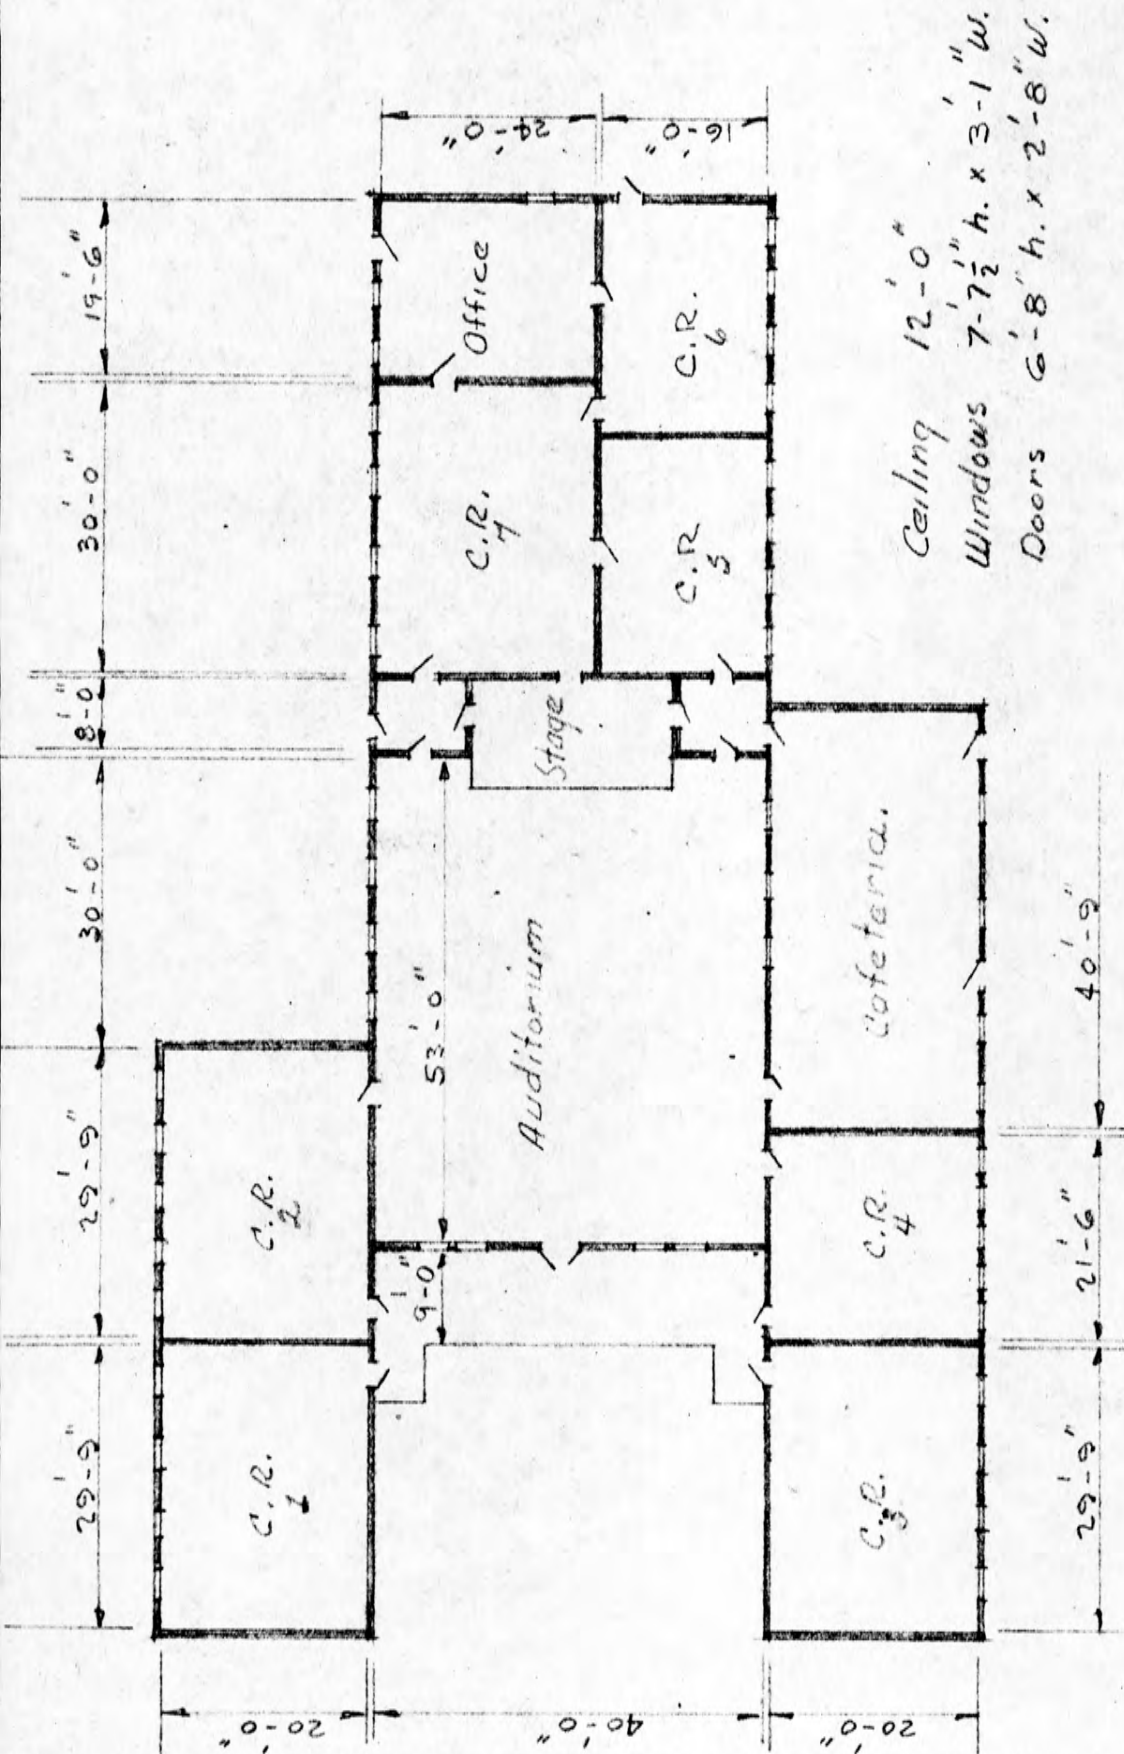 29'-9"
29'-9"
30'-0"
8'-0"
30'-0"
19'-6"
20'-0"
40'-0"
20'-0"
24'-0"
16'-0"
C.R.
1
C.R.
2
9'-0"
53'-0"
Auditorium
Stage
C.R.
7
Office
C.R.
5
C.R.
6
C.R.
3
C.R.
4
Cafeteria.
29'-9"
21'-6"
40'-9"
Ceiling 12'-0"
Windows 7'-7½" h. x 3'-1" w.
Doors 6'-8" h. x 2'-8" w.